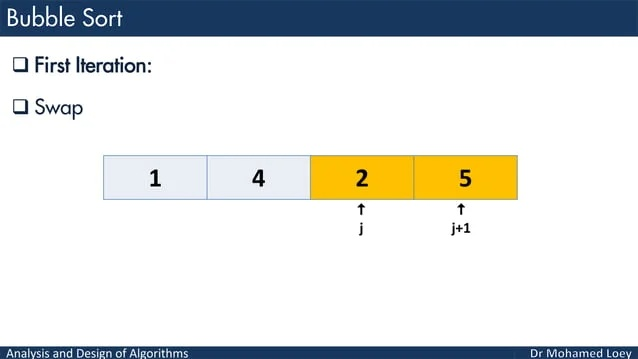 Bubble Sort
❑ First Iteration:
❑ Swap
1 4 2 5
↑ ↑
j j+1
Analysis and Design of Algorithms Dr Mohamed Loey